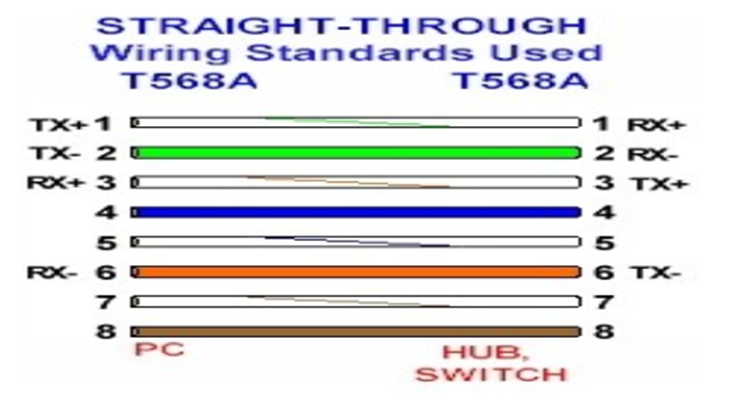 STRAIGHT-THROUGH
Wiring Standards Used
T568A T568A
TX+ 1 1 RX+
TX- 2 2 RX-
RX+ 3 3 TX+
4 4
5 5
RX- 6 6 TX-
7 7
8 8
PC HUB,
SWITCH